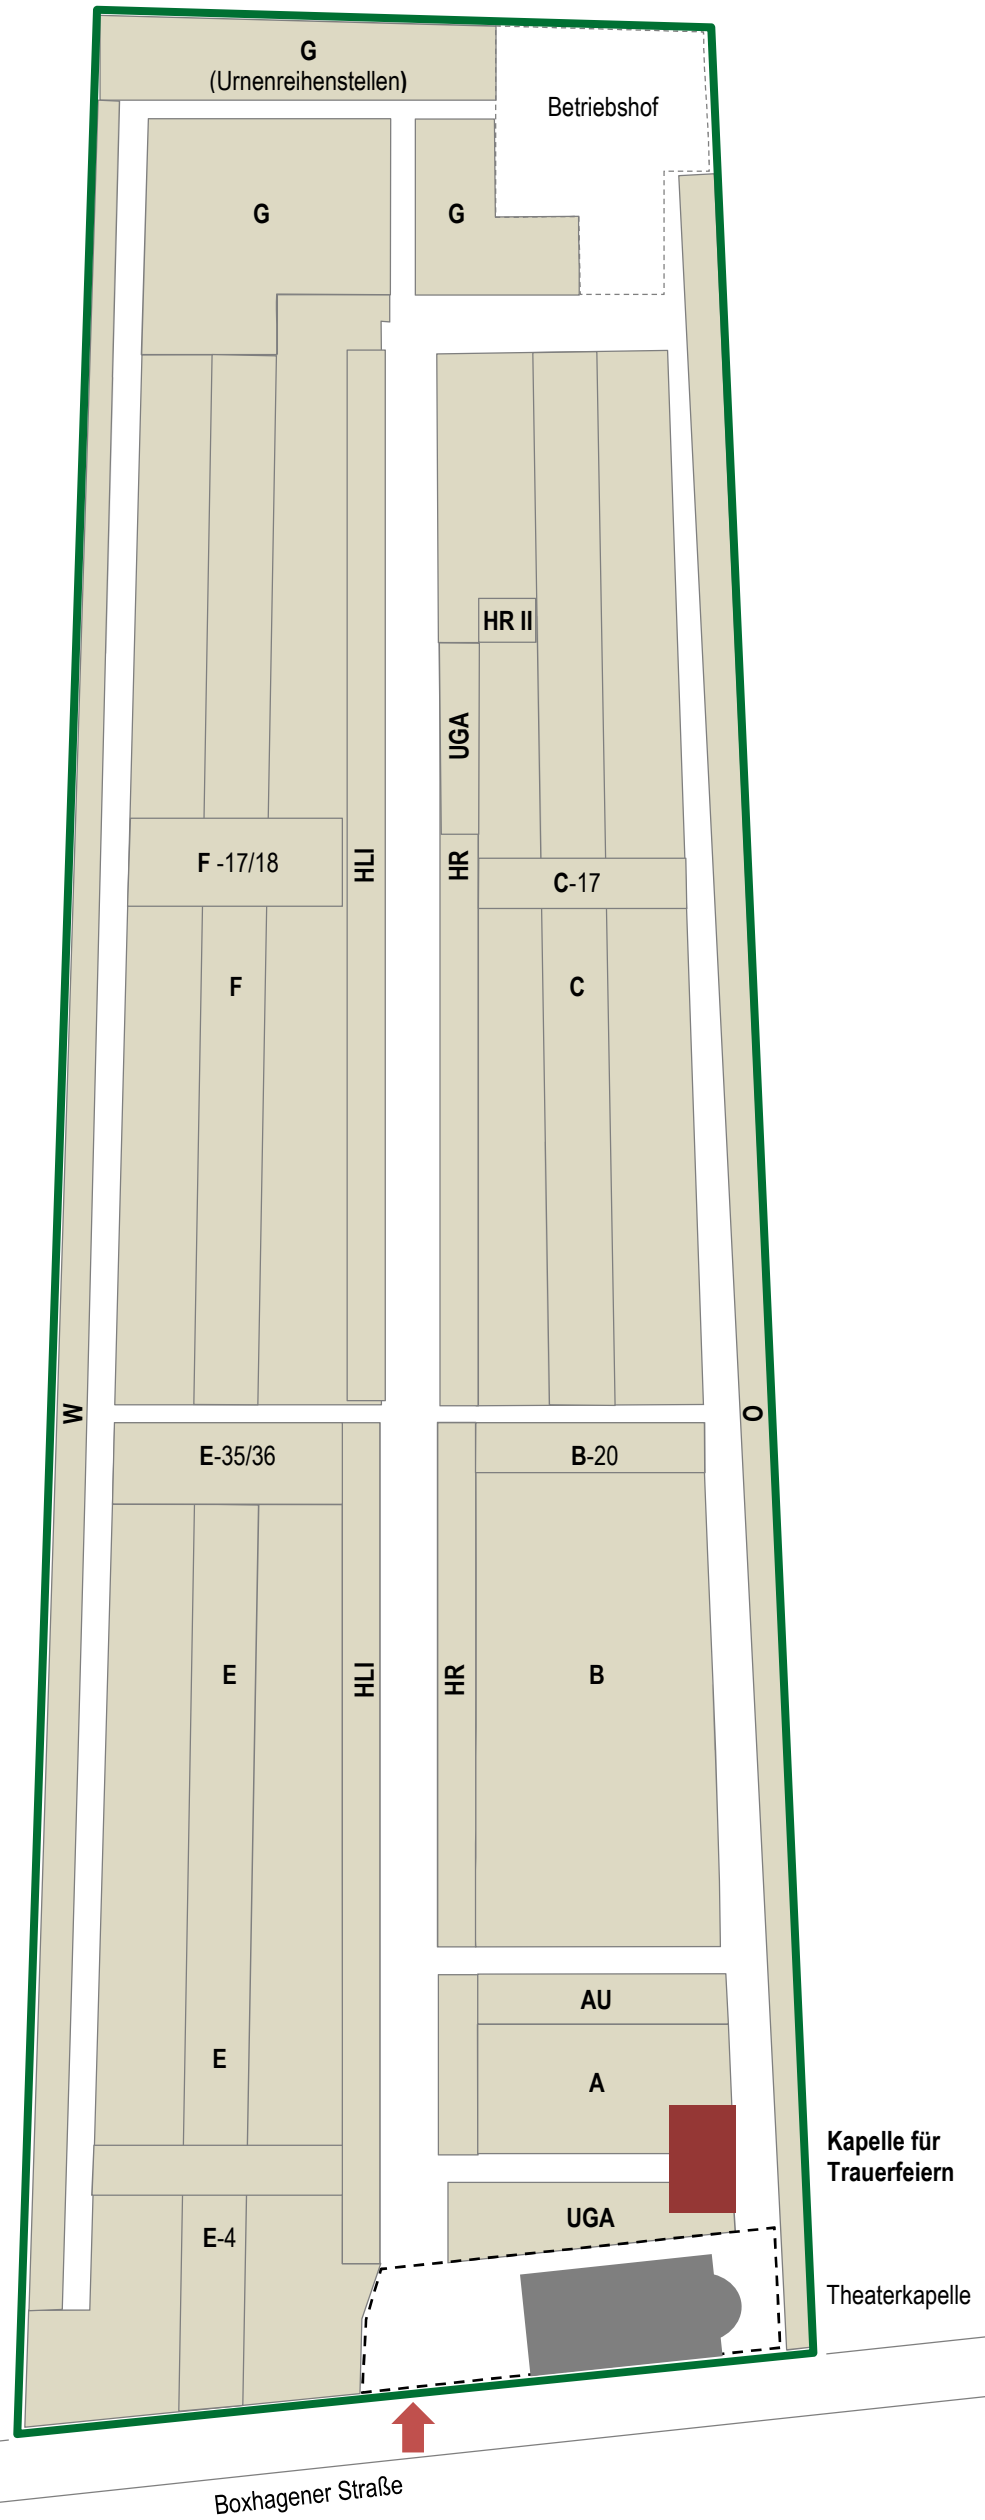 G
(Urnenreihenstellen)
Betriebshof
G
G
HR II
UGA
F -17/18
HLI
HR
C-17
F
C
W
O
E-35/36
B-20
E
HLI
HR
B
AU
E
A
Kapelle für
Trauerfeiern
UGA
E-4
Theaterkapelle
Boxhagener Straße